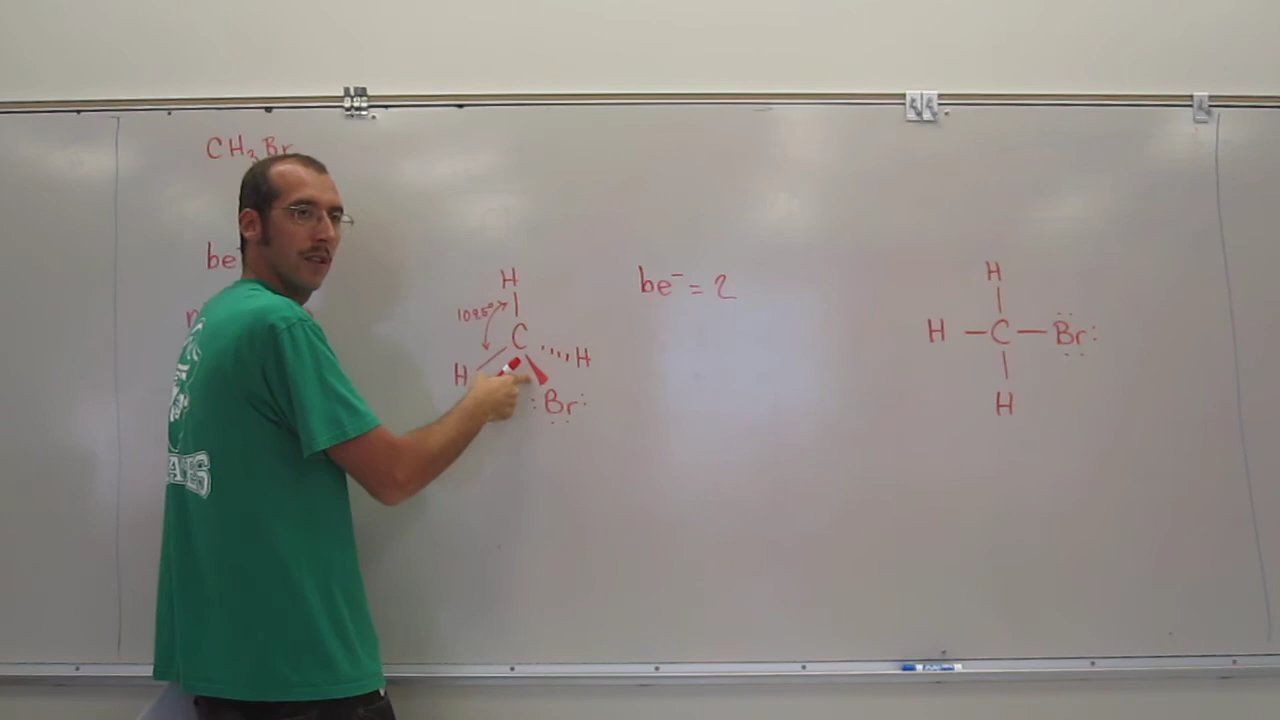 CH3Br
be
H
109.5°
C
H
H
:Br:
be⁻ = 2
H
H – C – Br:
H